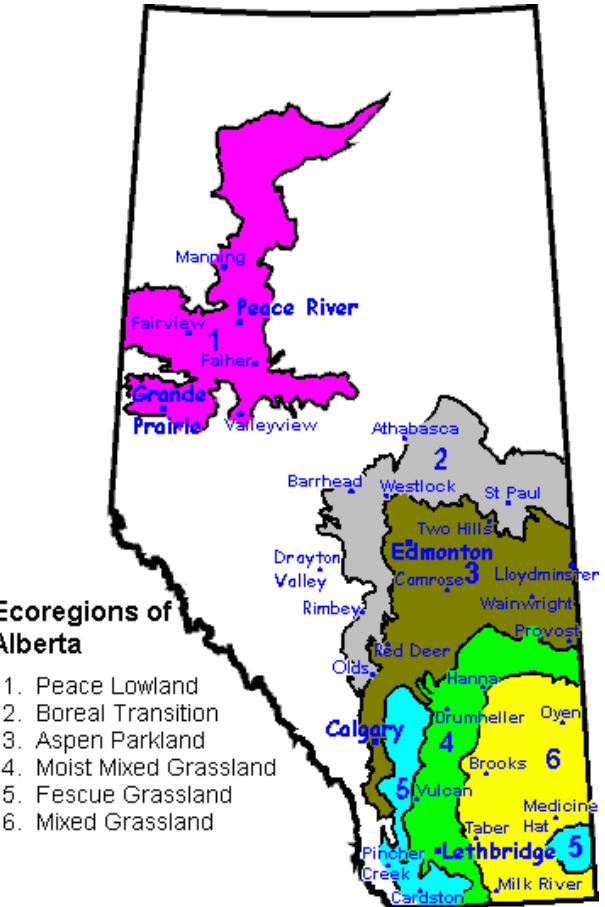 Manning
Peace River
Fairview
1
Falher
Grande
Prairie
Valleyview
Athabasca
2
Barrhead
Westlock
St Paul
Two Hills
Edmonton
Drayton
Valley
Camrose
3
Lloydminster
Rimbey
Wainwright
Provost
Red Deer
Olds
Hanna
Calgary
Drumheller
Oyen
4
Brooks
6
5
Vulcan
Medicine
Hat
Taber
5
Pincher
Creek
Lethbridge
Cardston
Milk River
Ecoregions of
Alberta
1. Peace Lowland
2. Boreal Transition
3. Aspen Parkland
4. Moist Mixed Grassland
5. Fescue Grassland
6. Mixed Grassland